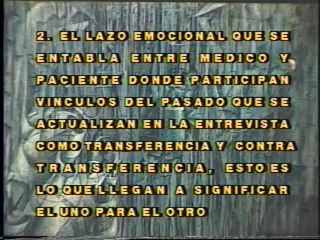 2. EL LAZO EMOCIONAL QUE SE
ENTABLA ENTRE MEDICO Y
PACIENTE DONDE PARTICIPAN
VINCULOS DEL PASADO QUE SE
ACTUALIZAN EN LA ENTREVISTA
COMO TRANSFERENCIA Y CONTRA
TRANSFERENCIA, ESTO ES
LO QUE LLEGAN A SIGNIFICAR
EL UNO PARA EL OTRO